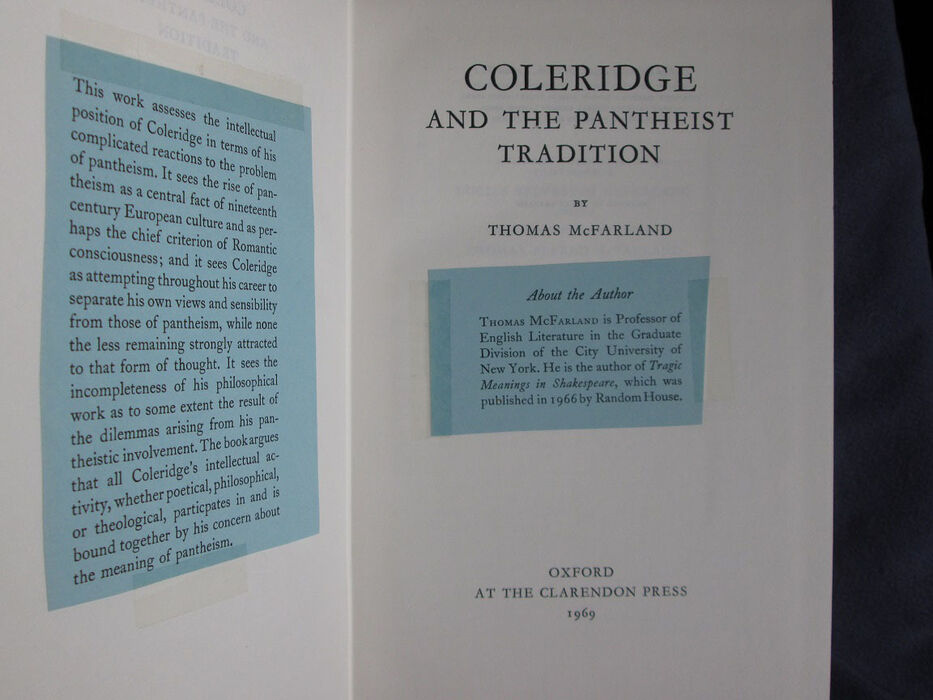 This work assesses the intellectual
position of Coleridge in terms of his
complicated reactions to the problem
of pantheism. It sees the rise of pan-
theism as a central fact of nineteenth
century European culture and as per-
haps the chief criterion of Romantic
consciousness; and it sees Coleridge
as attempting throughout his career to
separate his own views and sensibility
from those of pantheism, while none
the less remaining strongly attracted
to that form of thought. It sees the
incompleteness of his philosophical
work as to some extent the result of
the dilemmas arising from his pan-
theistic involvement. The book argues
that all Coleridge's intellectual ac-
tivity, whether poetical, philosophical,
or theological, particpates in and is
bound together by his concern about
the meaning of pantheism.
COLERIDGE
AND THE PANTHEIST
TRADITION
BY
THOMAS McFARLAND
About the Author
THOMAS McFARLAND is Professor of
English Literature in the Graduate
Division of the City University of
New York. He is the author of Tragic
Meanings in Shakespeare, which was
published in 1966 by Random House.
OXFORD
AT THE CLARENDON PRESS
1969